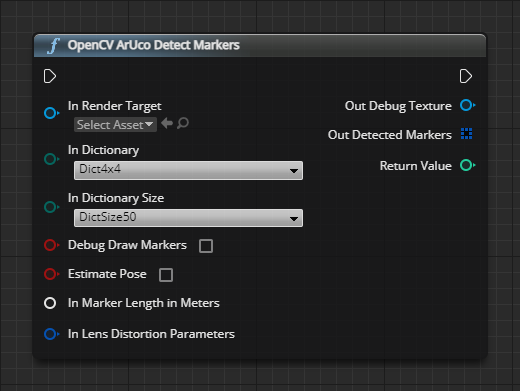 OpenCV ArUco Detect Markers
In Render Target
Select Asset
Out Debug Texture
Out Detected Markers
In Dictionary
Dict4x4
Return Value
In Dictionary Size
DictSize50
Debug Draw Markers
Estimate Pose
In Marker Length in Meters
In Lens Distortion Parameters